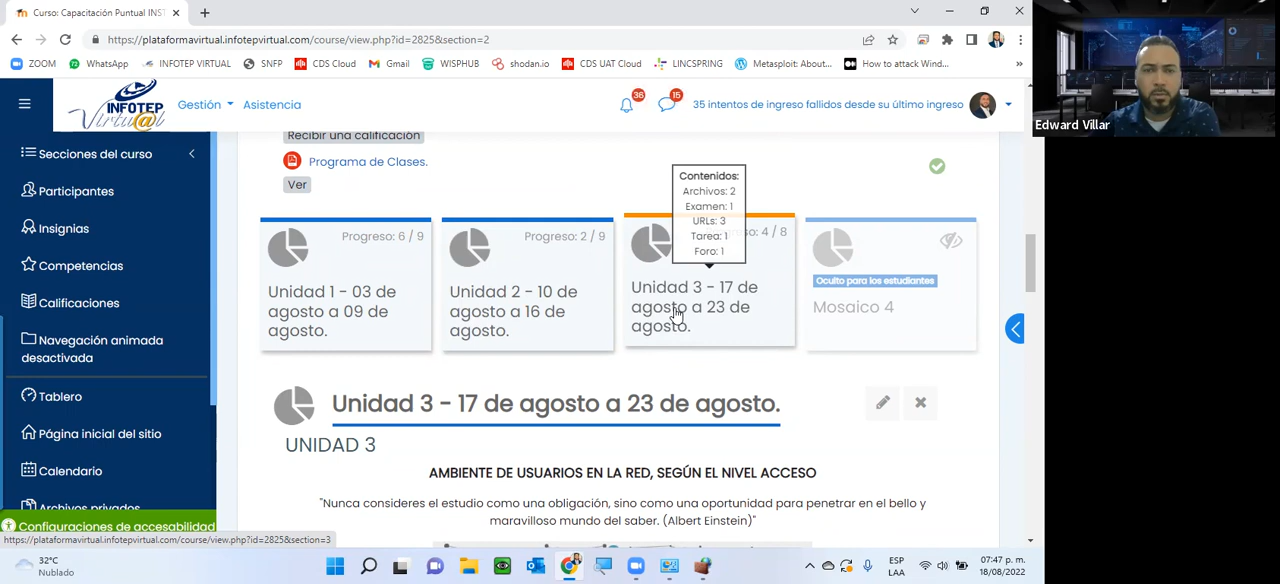 Curso: Capacitación Puntual INST
https://plataformavirtual.infotepvirtual.com/course/view.php?id=2825&section=2
ZOOM WhatsApp INFOTEP VIRTUAL SNFP CDS Cloud Gmail WISPHUB shodan.io CDS UAT Cloud LINCSPRING Metasploit: About... How to attack Wind... »
Edward Villar
INFOTEP
Virtu@l
Gestión Asistencia
36 15 35 intentos de ingreso fallidos desde su último ingreso
Secciones del curso
Participantes
Insignias
Competencias
Calificaciones
Navegación animada
desactivada
Tablero
Página inicial del sitio
Calendario
Archivos privados
Configuraciones de accesabilidad
Recibir una calificación
Programa de Clases.
Ver
Progreso: 6 / 9
Unidad 1 - 03 de
agosto a 09 de
agosto.
Progreso: 2 / 9
Unidad 2 - 10 de
agosto a 16 de
agosto.
Contenidos:
Archivos: 2
Examen: 1
URLs: 3
Tarea: 1
Foro: 1
so: 4 / 8
Unidad 3 - 17 de
agosto a 23 de
agosto.
Oculto para los estudiantes
Mosaico 4
Unidad 3 - 17 de agosto a 23 de agosto.
UNIDAD 3
AMBIENTE DE USUARIOS EN LA RED, SEGÚN EL NIVEL ACCESO
"Nunca consideres el estudio como una obligación, sino como una oportunidad para penetrar en el bello y
maravilloso mundo del saber. (Albert Einstein)"
https://plataformavirtual.infotepvirtual.com/course/view.php?id=2825&section=3
32°C
Nublado
ESP
LAA
07:47 p. m.
18/08/2022